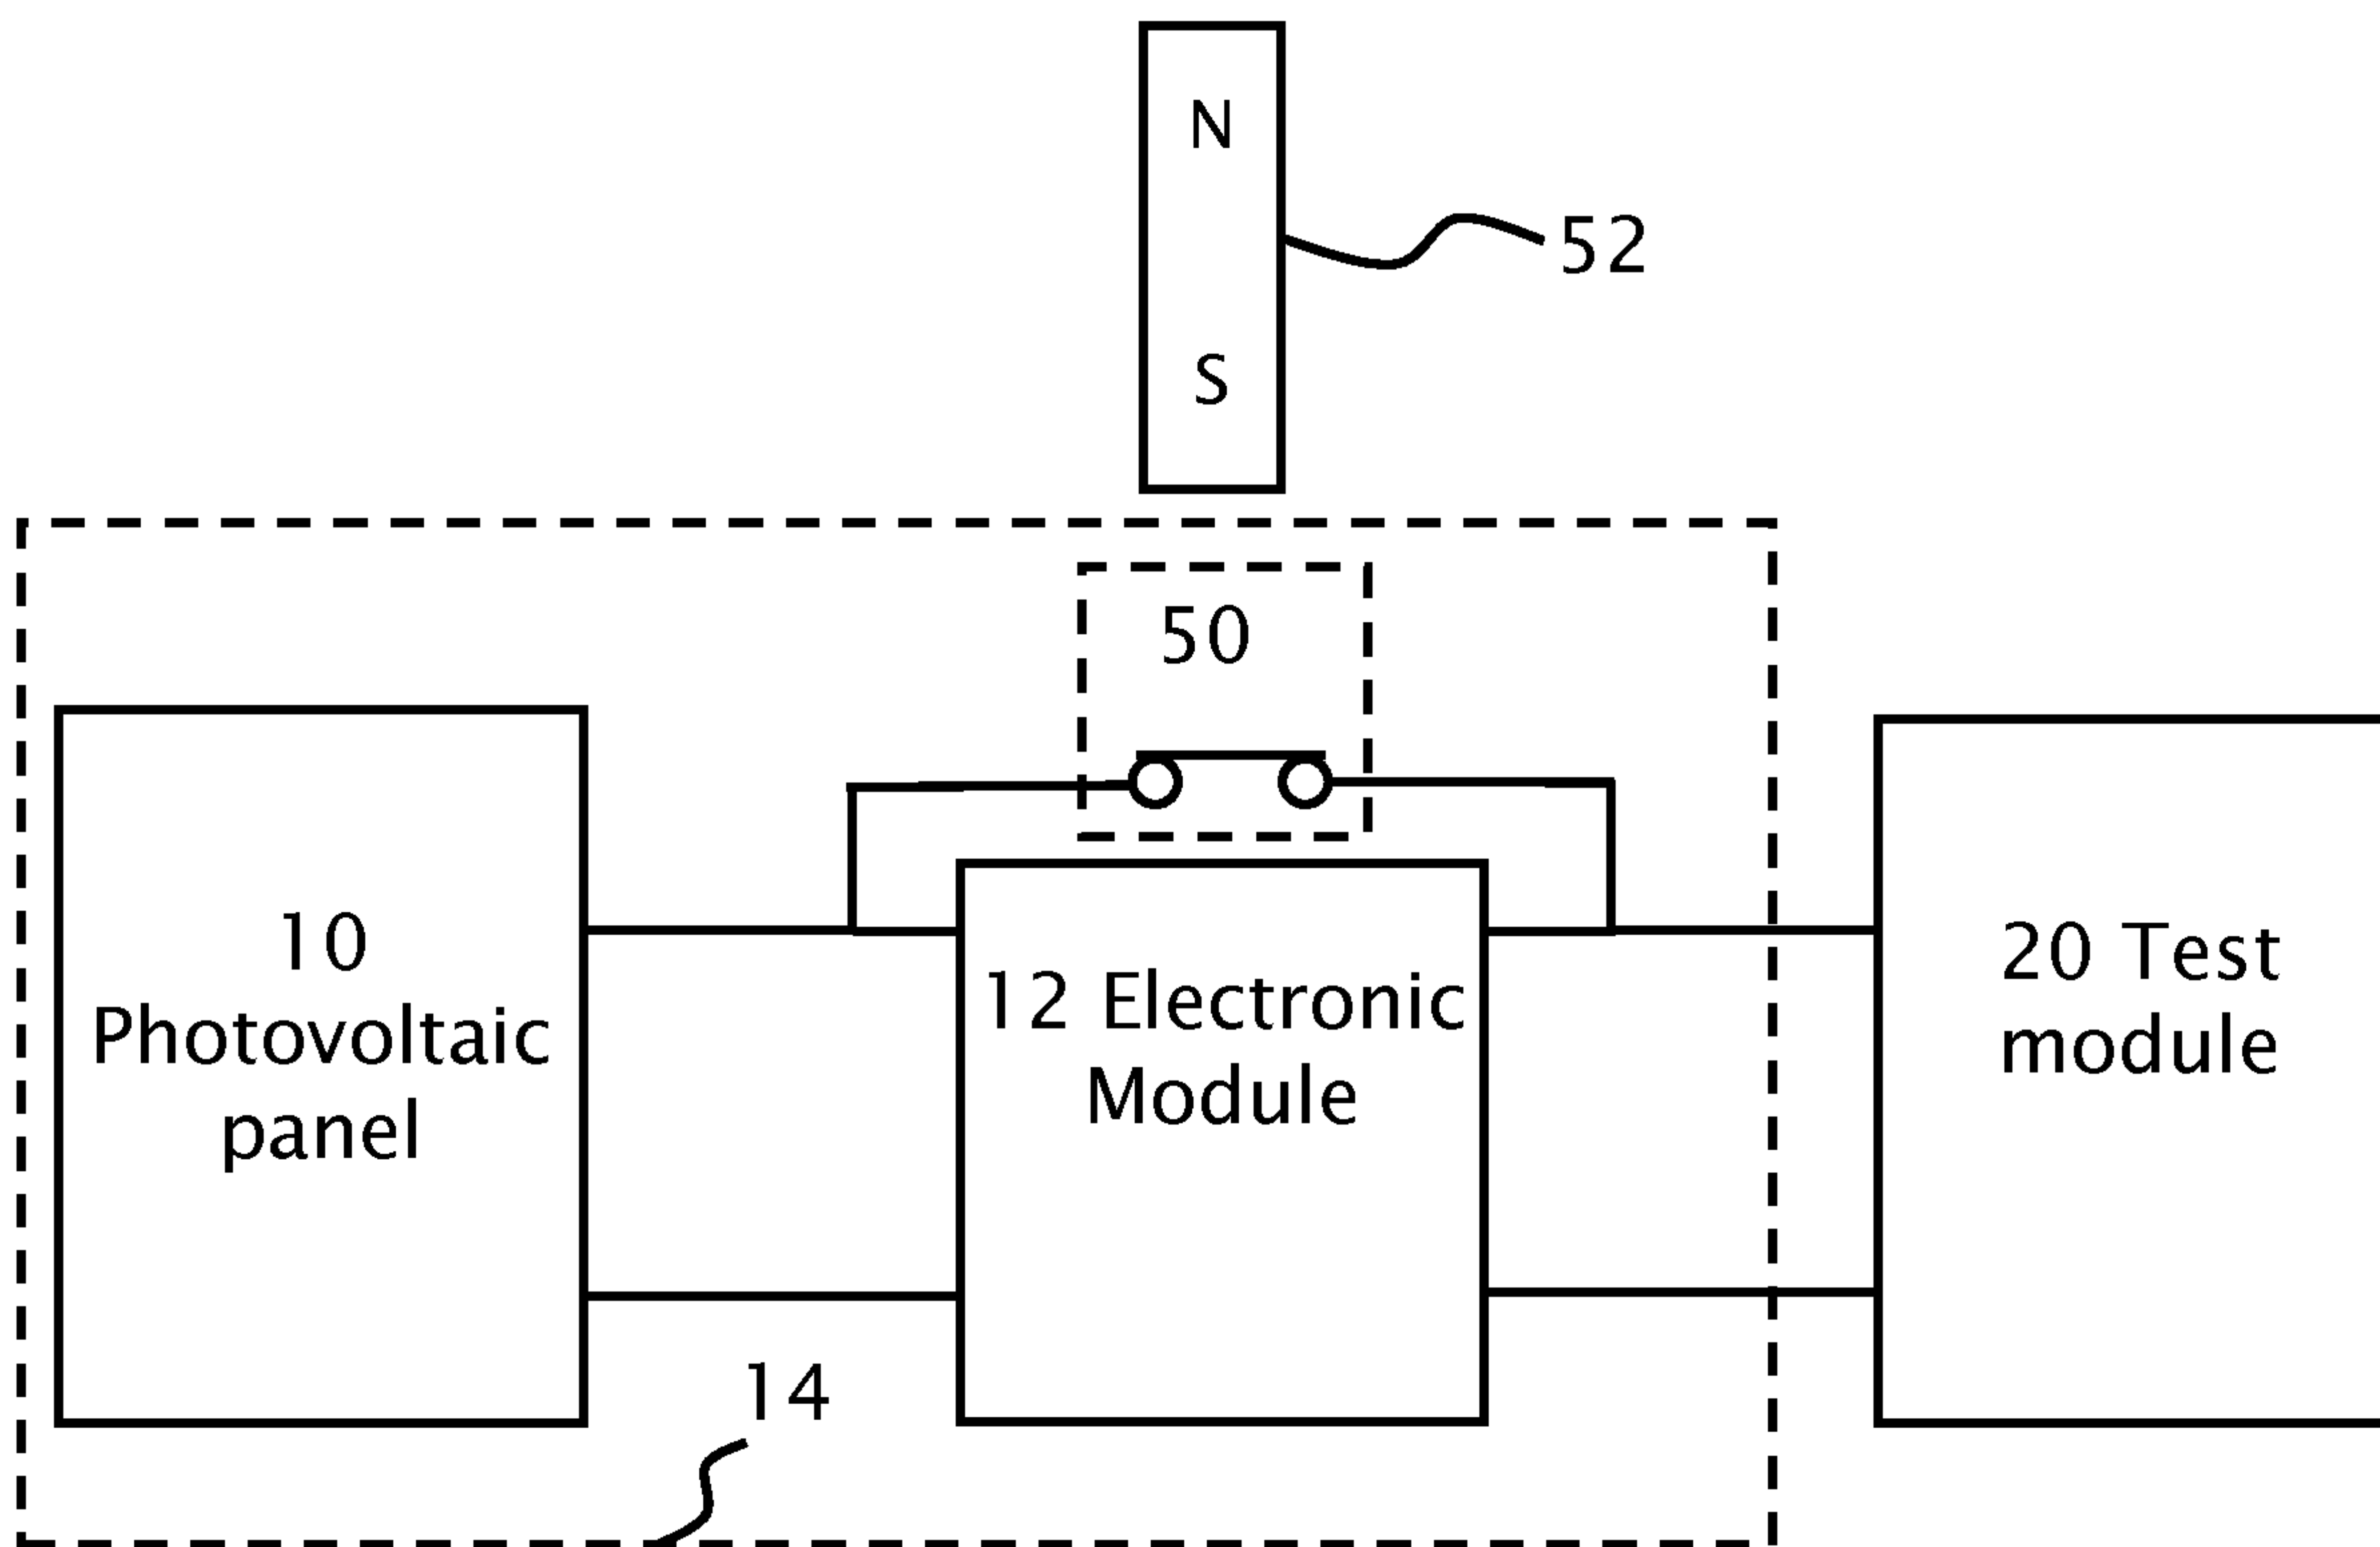 N
52
S
50
10
Photovoltaic
panel
12 Electronic
Module
20 Test
module
14